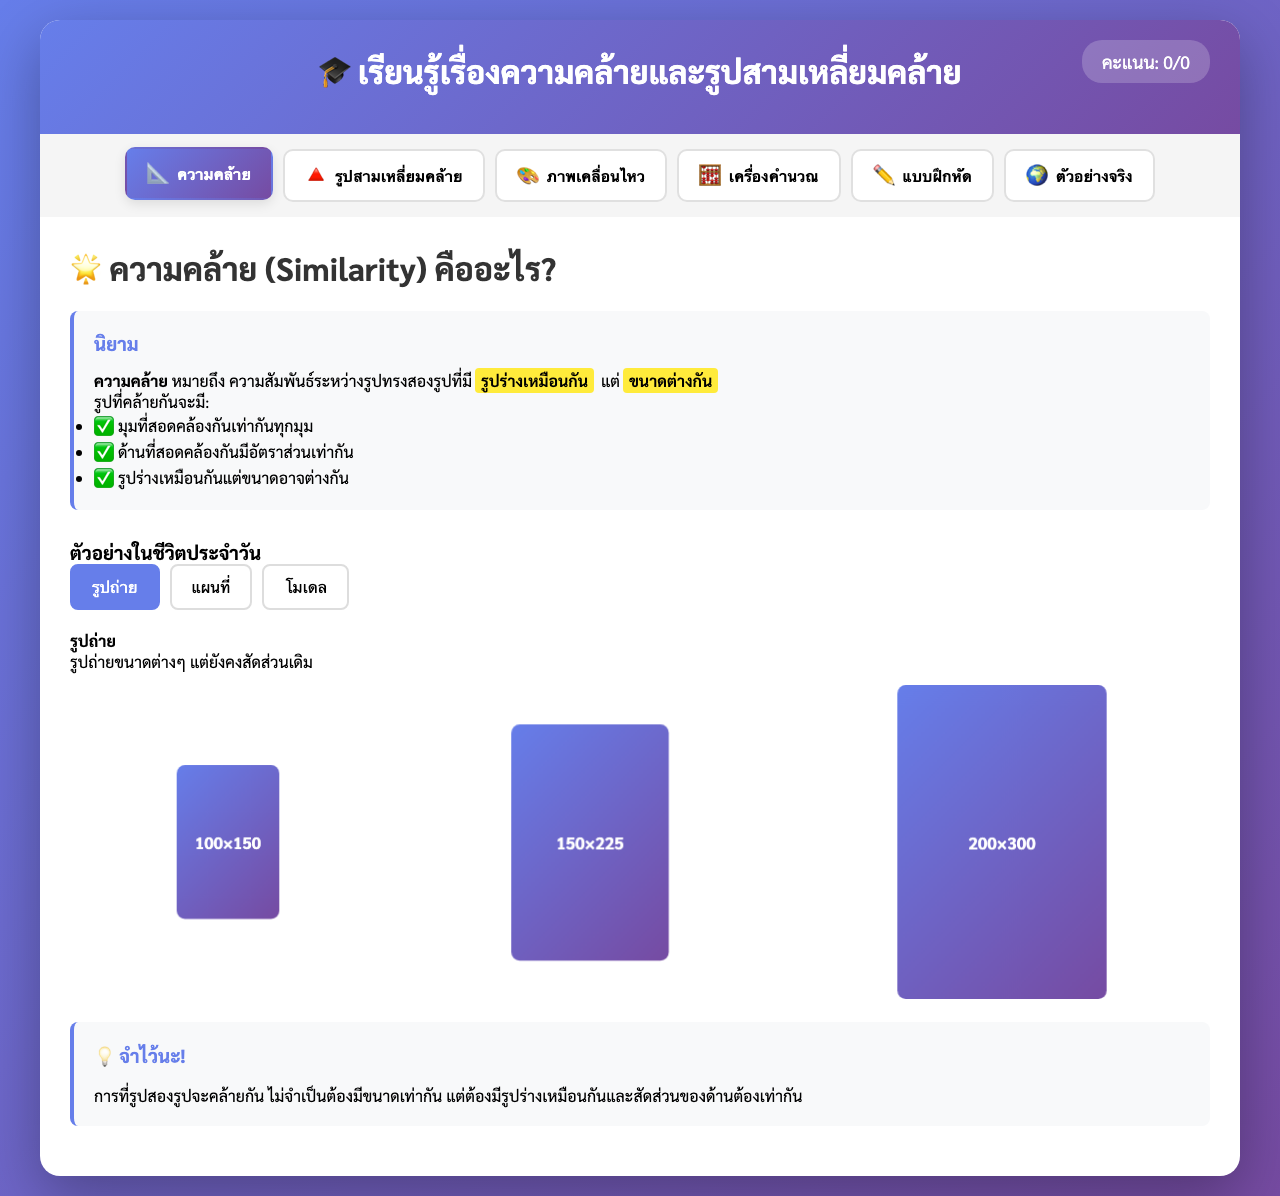 🎓 เรียนรู้เรื่องความคล้ายและรูปสามเหลี่ยมคล้าย
คะแนน: 0/0
📐 ความคล้าย
🔺 รูปสามเหลี่ยมคล้าย
🎨 ภาพเคลื่อนไหว
🧮 เครื่องคำนวณ
✏️ แบบฝึกหัด
🌍 ตัวอย่างจริง
🌟 ความคล้าย (Similarity) คืออะไร?
นิยาม
ความคล้าย หมายถึง ความสัมพันธ์ระหว่างรูปทรงสองรูปที่มี รูปร่างเหมือนกัน แต่ ขนาดต่างกัน
รูปที่คล้ายกันจะมี:
• ✅ มุมที่สอดคล้องกันเท่ากันทุกมุม
• ✅ ด้านที่สอดคล้องกันมีอัตราส่วนเท่ากัน
• ✅ รูปร่างเหมือนกันแต่ขนาดอาจต่างกัน
ตัวอย่างในชีวิตประจำวัน
รูปถ่าย
แผนที่
โมเดล
รูปถ่าย
รูปถ่ายขนาดต่างๆ แต่ยังคงสัดส่วนเดิม
100×150
150×225
200×300
💡 จำไว้นะ!
การที่รูปสองรูปจะคล้ายกัน ไม่จำเป็นต้องมีขนาดเท่ากัน แต่ต้องมีรูปร่างเหมือนกันและสัดส่วนของด้านต้องเท่ากัน